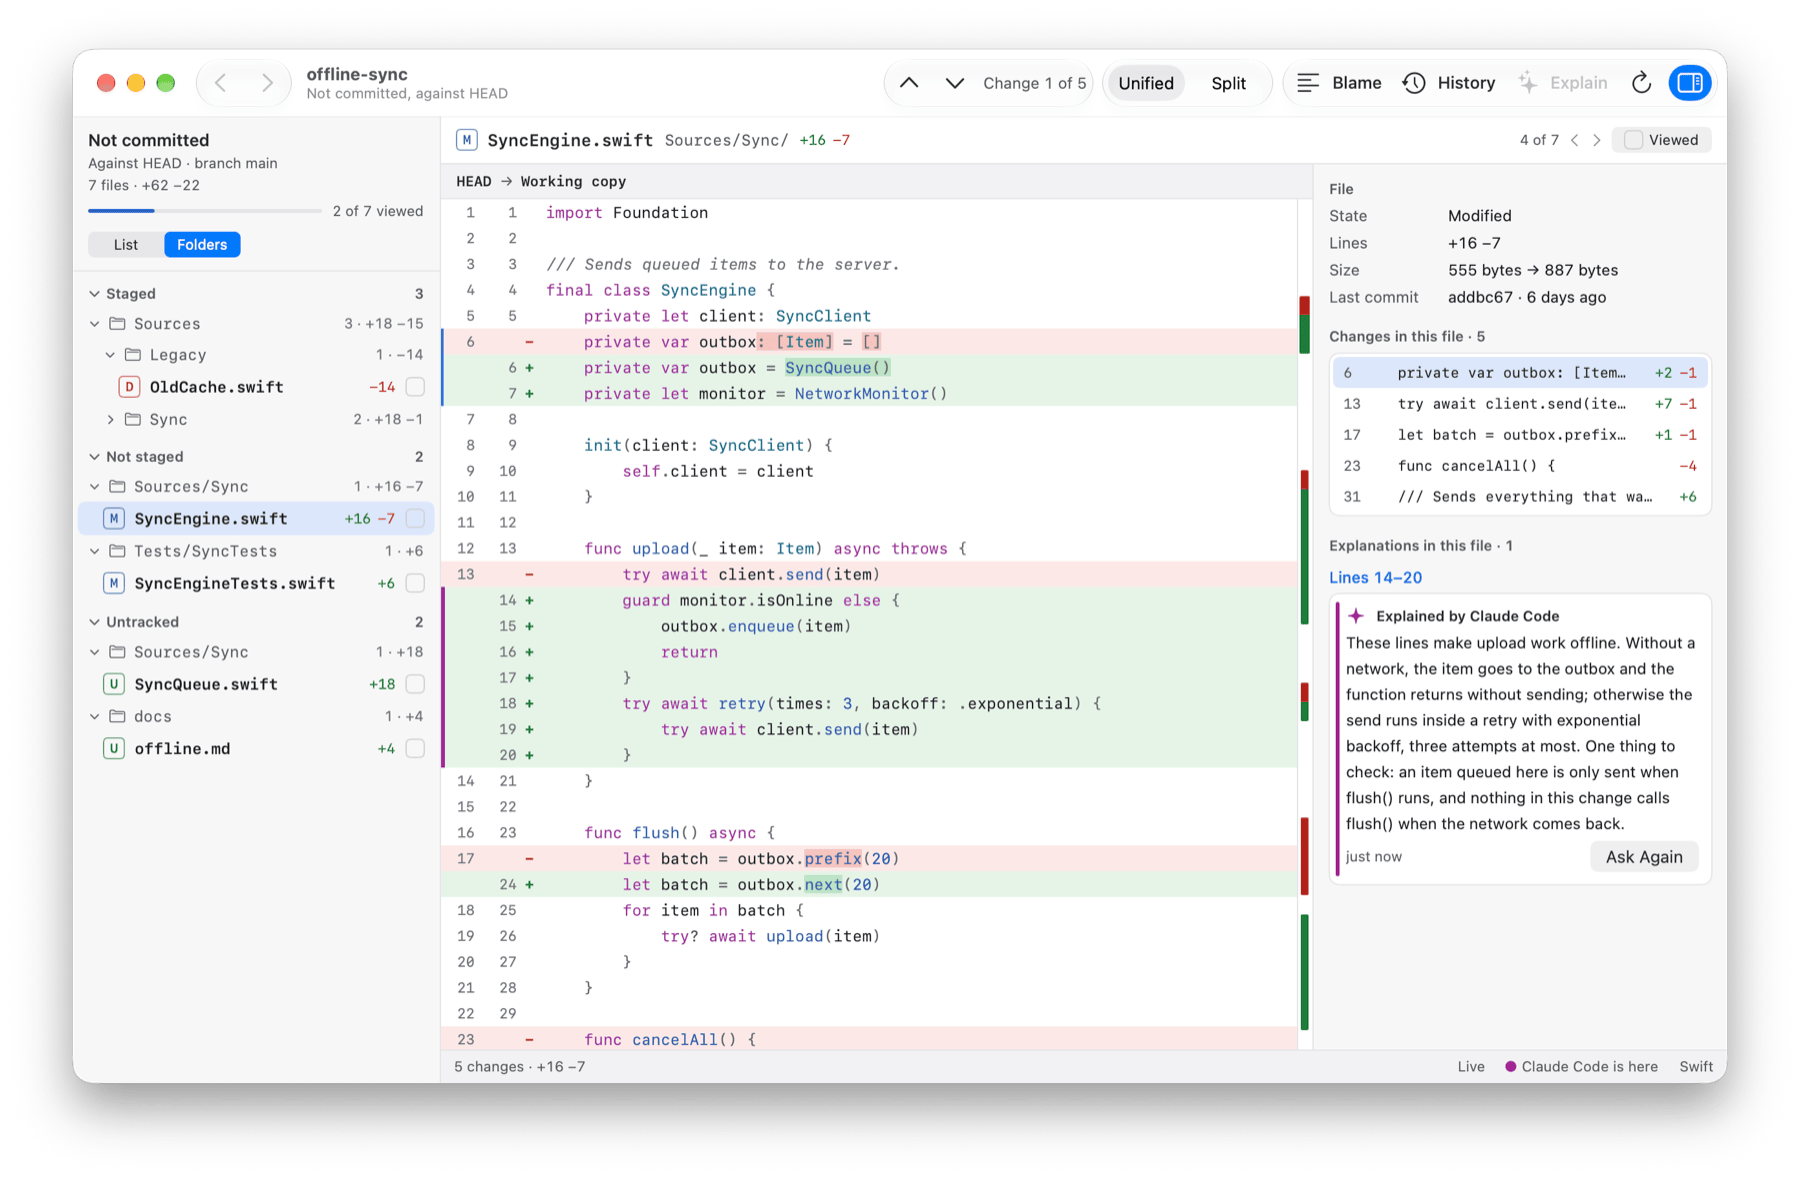 offline-sync
Not committed, against HEAD
Change 1 of 5
Unified
Split
Blame
History
Explain
Not committed
Against HEAD · branch main
7 files · +62 −22
2 of 7 viewed
List
Folders
Staged 3
Sources 3 · +18 −15
Legacy 1 · −14
D OldCache.swift −14
Sync 2 · +18 −1
Not staged 2
Sources/Sync 1 · +16 −7
M SyncEngine.swift +16 −7
Tests/SyncTests 1 · +6
M SyncEngineTests.swift +6
Untracked 2
Sources/Sync 1 · +18
U SyncQueue.swift +18
docs 1 · +4
U offline.md +4
M SyncEngine.swift Sources/Sync/ +16 −7
4 of 7
Viewed
HEAD → Working copy
1 1 import Foundation
2 2
3 3 /// Sends queued items to the server.
4 4 final class SyncEngine {
5 5 private let client: SyncClient
6 − private var outbox: [Item] = []
6 + private var outbox = SyncQueue()
7 + private let monitor = NetworkMonitor()
7 8
8 9 init(client: SyncClient) {
9 10 self.client = client
10 11 }
11 12
12 13 func upload(_ item: Item) async throws {
13 − try await client.send(item)
14 + guard monitor.isOnline else {
15 + outbox.enqueue(item)
16 + return
17 + }
18 + try await retry(times: 3, backoff: .exponential) {
19 + try await client.send(item)
20 + }
14 21 }
15 22
16 23 func flush() async {
17 − let batch = outbox.prefix(20)
24 + let batch = outbox.next(20)
18 25 for item in batch {
19 26 try? await upload(item)
20 27 }
21 28 }
22 29
23 − func cancelAll() {
File
State Modified
Lines +16 −7
Size 555 bytes → 887 bytes
Last commit addbc67 · 6 days ago
Changes in this file · 5
6 private var outbox: [Item… +2 −1
13 try await client.send(ite… +7 −1
17 let batch = outbox.prefix… +1 −1
23 func cancelAll() { −4
31 /// Sends everything that wa… +6
Explanations in this file · 1
Lines 14–20
Explained by Claude Code
These lines make upload work offline. Without a
network, the item goes to the outbox and the
function returns without sending; otherwise the
send runs inside a retry with exponential
backoff, three attempts at most. One thing to
check: an item queued here is only sent when
flush() runs, and nothing in this change calls
flush() when the network comes back.
just now
Ask Again
5 changes · +16 −7
Live
Claude Code is here
Swift